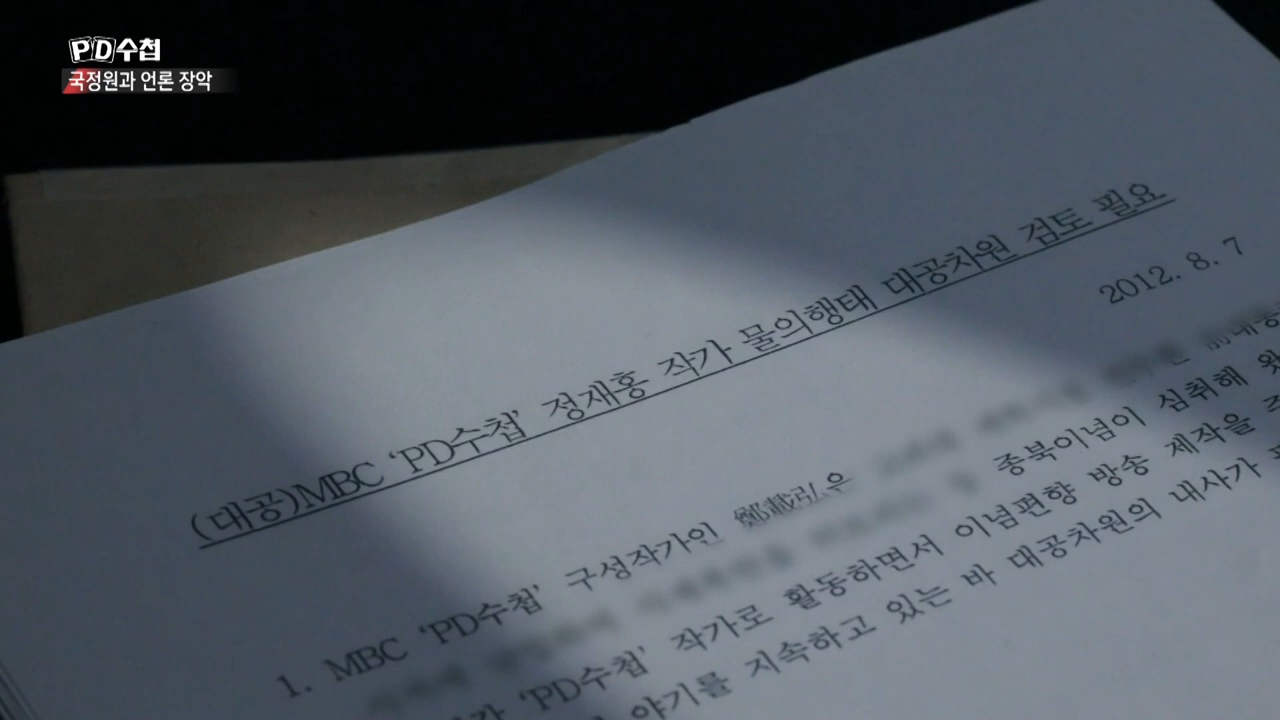 PD수첩
국정원과 언론 장악
(대공)MBC ‘PD수첩’ 정재홍 작가 물의행태 대공차원 검토 필요
2012. 8. 7
1. MBC ‘PD수첩’ 구성작가인 鄭載弘은
종북이념이 심취해 왔
‘PD수첩’ 작가로 활동하면서 이념편향 방송 제작을
야기를 지속하고 있는 바 대공차원의 내사가